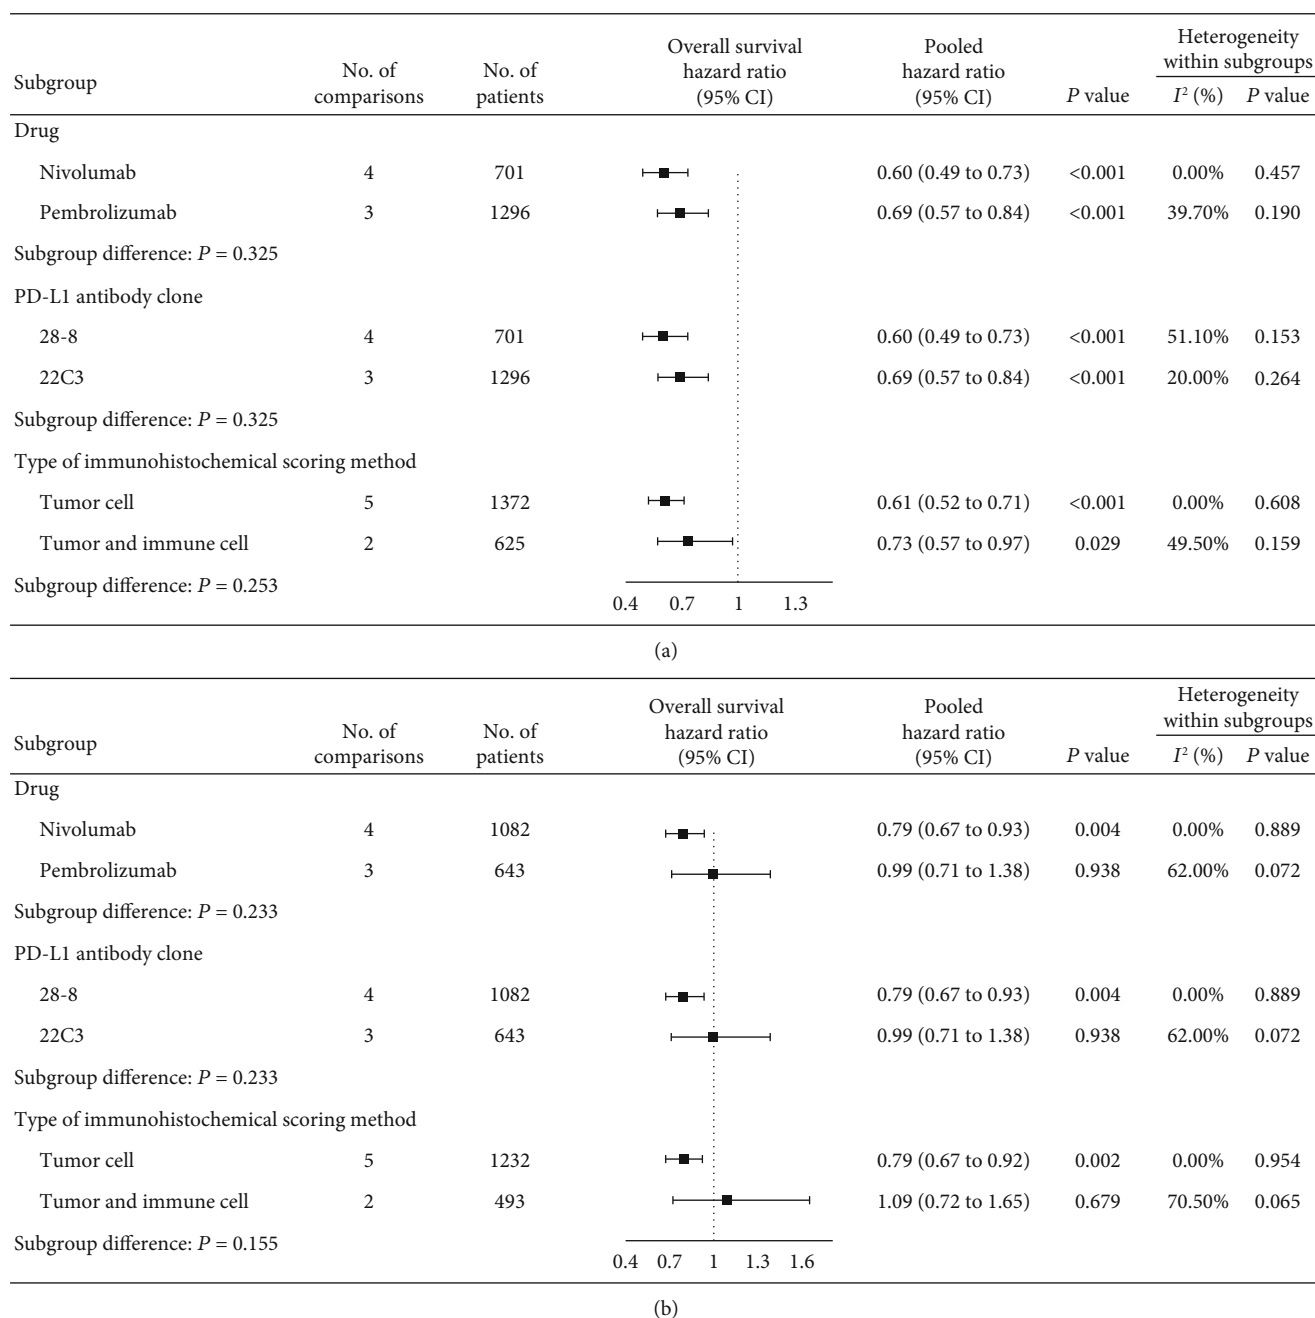 Subgroup No. of comparisons No. of patients Overall survival hazard ratio (95% CI) Pooled hazard ratio (95% CI) P value Heterogeneity within subgroups I² (%) P value
Drug
Nivolumab 4 701 0.60 (0.49 to 0.73) <0.001 0.00% 0.457
Pembrolizumab 3 1296 0.69 (0.57 to 0.84) <0.001 39.70% 0.190
Subgroup difference: P = 0.325
PD-L1 antibody clone
28-8 4 701 0.60 (0.49 to 0.73) <0.001 51.10% 0.153
22C3 3 1296 0.69 (0.57 to 0.84) <0.001 20.00% 0.264
Subgroup difference: P = 0.325
Type of immunohistochemical scoring method
Tumor cell 5 1372 0.61 (0.52 to 0.71) <0.001 0.00% 0.608
Tumor and immune cell 2 625 0.73 (0.57 to 0.97) 0.029 49.50% 0.159
Subgroup difference: P = 0.253
0.4 0.7 1 1.3
(a)
Subgroup No. of comparisons No. of patients Overall survival hazard ratio (95% CI) Pooled hazard ratio (95% CI) P value Heterogeneity within subgroups I² (%) P value
Drug
Nivolumab 4 1082 0.79 (0.67 to 0.93) 0.004 0.00% 0.889
Pembrolizumab 3 643 0.99 (0.71 to 1.38) 0.938 62.00% 0.072
Subgroup difference: P = 0.233
PD-L1 antibody clone
28-8 4 1082 0.79 (0.67 to 0.93) 0.004 0.00% 0.889
22C3 3 643 0.99 (0.71 to 1.38) 0.938 62.00% 0.072
Subgroup difference: P = 0.233
Type of immunohistochemical scoring method
Tumor cell 5 1232 0.79 (0.67 to 0.92) 0.002 0.00% 0.954
Tumor and immune cell 2 493 1.09 (0.72 to 1.65) 0.679 70.50% 0.065
Subgroup difference: P = 0.155
0.4 0.7 1 1.3 1.6
(b)